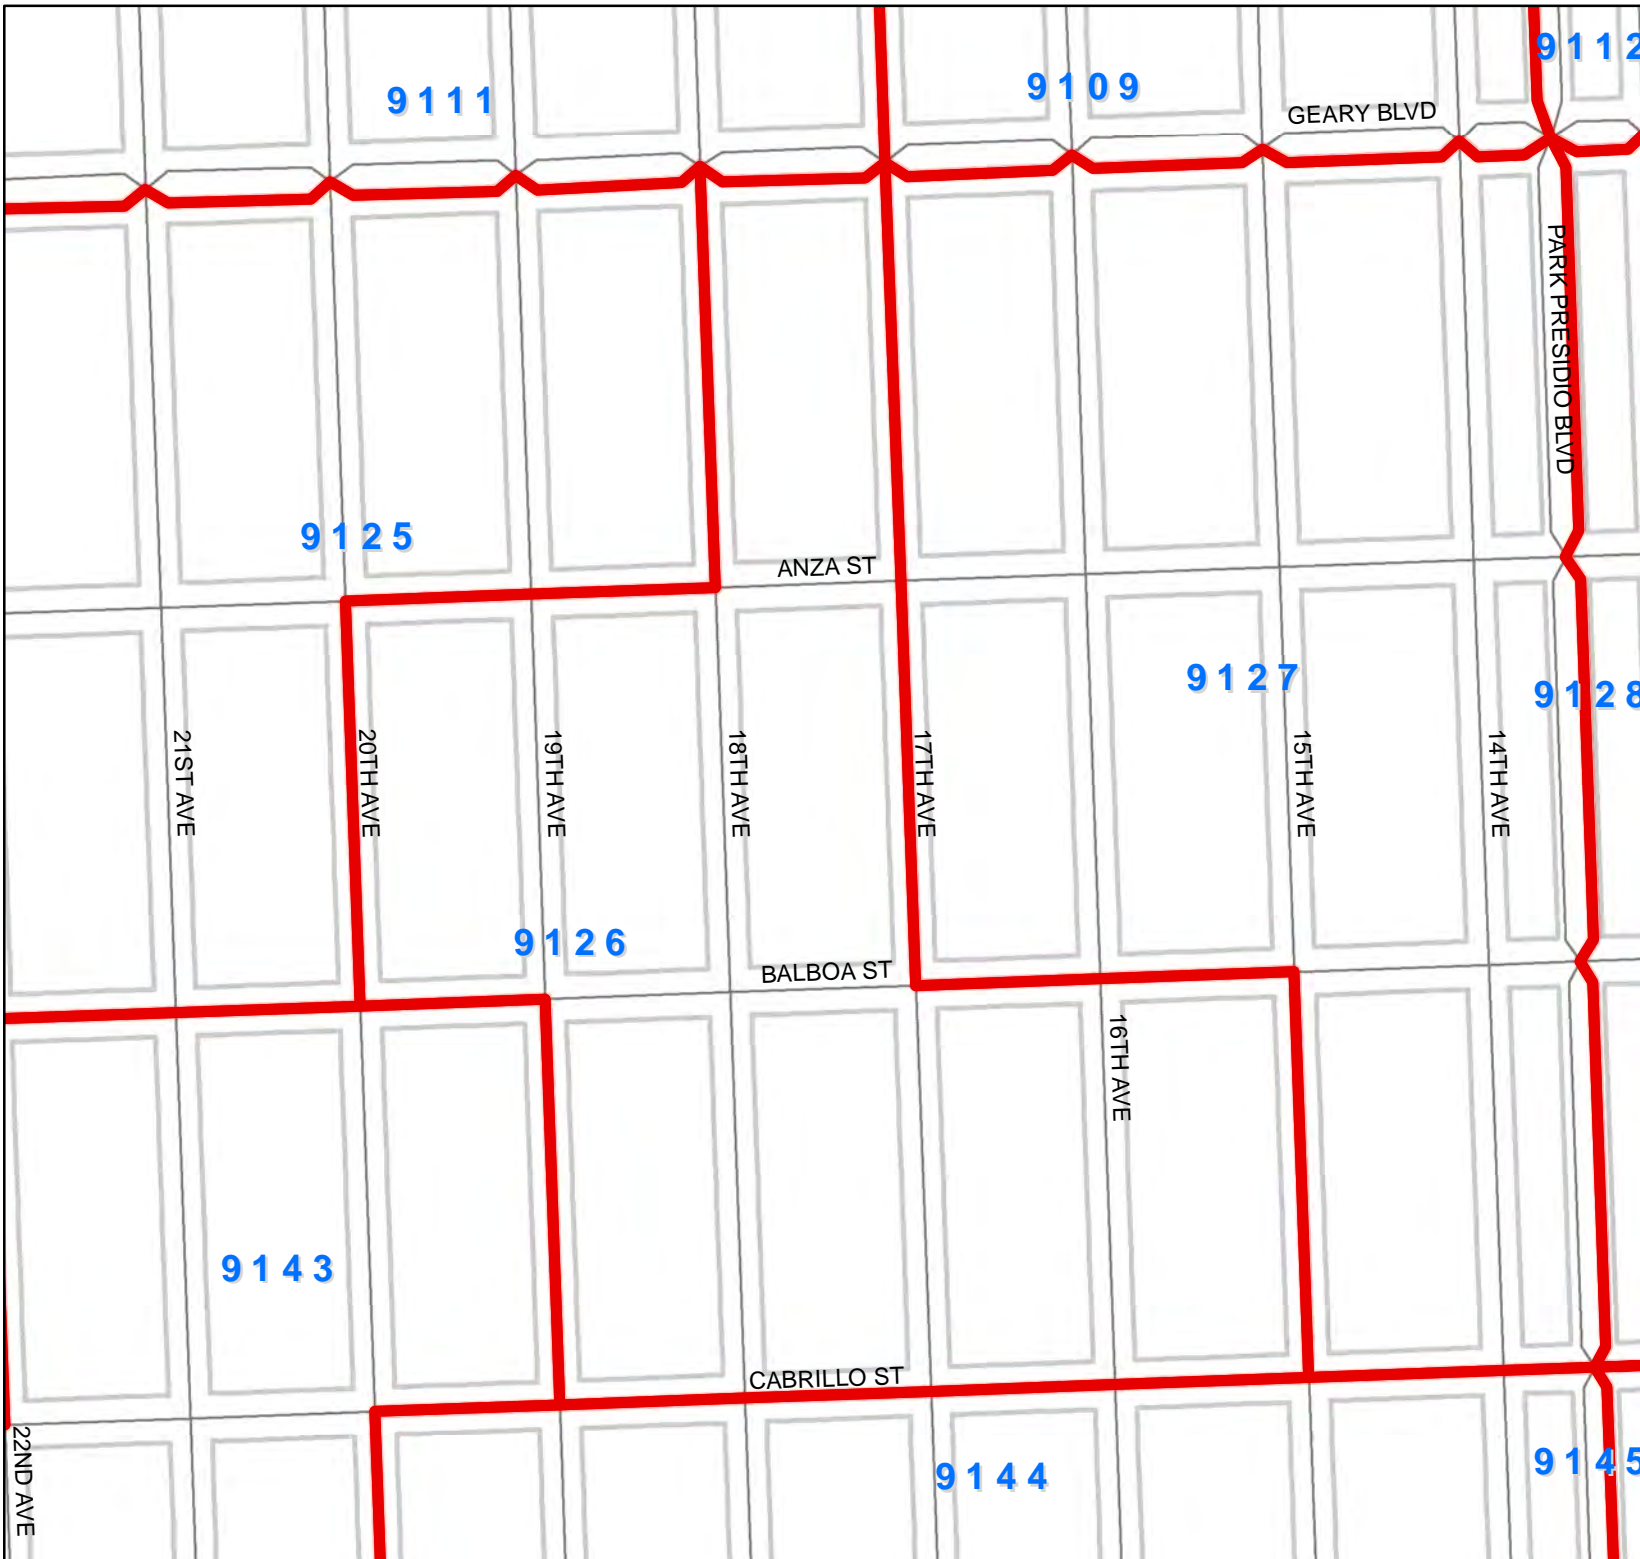 9112
9109
9111
GEARY BLVD
PARK PRESIDIO BLVD
9125
ANZA ST
9127
9128
21ST AVE
20TH AVE
19TH AVE
18TH AVE
17TH AVE
15TH AVE
14TH AVE
9126
BALBOA ST
16TH AVE
9143
CABRILLO ST
22ND AVE
9144
9145